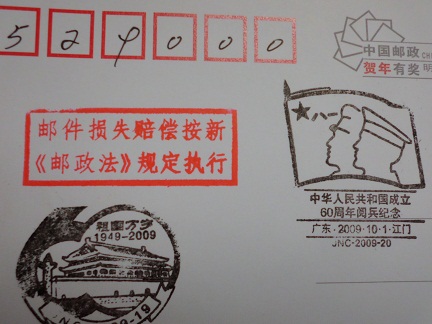 529000
中国邮政
贺年有奖
邮件损失赔偿按新
《邮政法》规定执行
八一
中华人民共和国成立
60周年阅兵纪念
广东·2009·10·1·江门
JNC-2009-20
祖国万岁
1949-2009